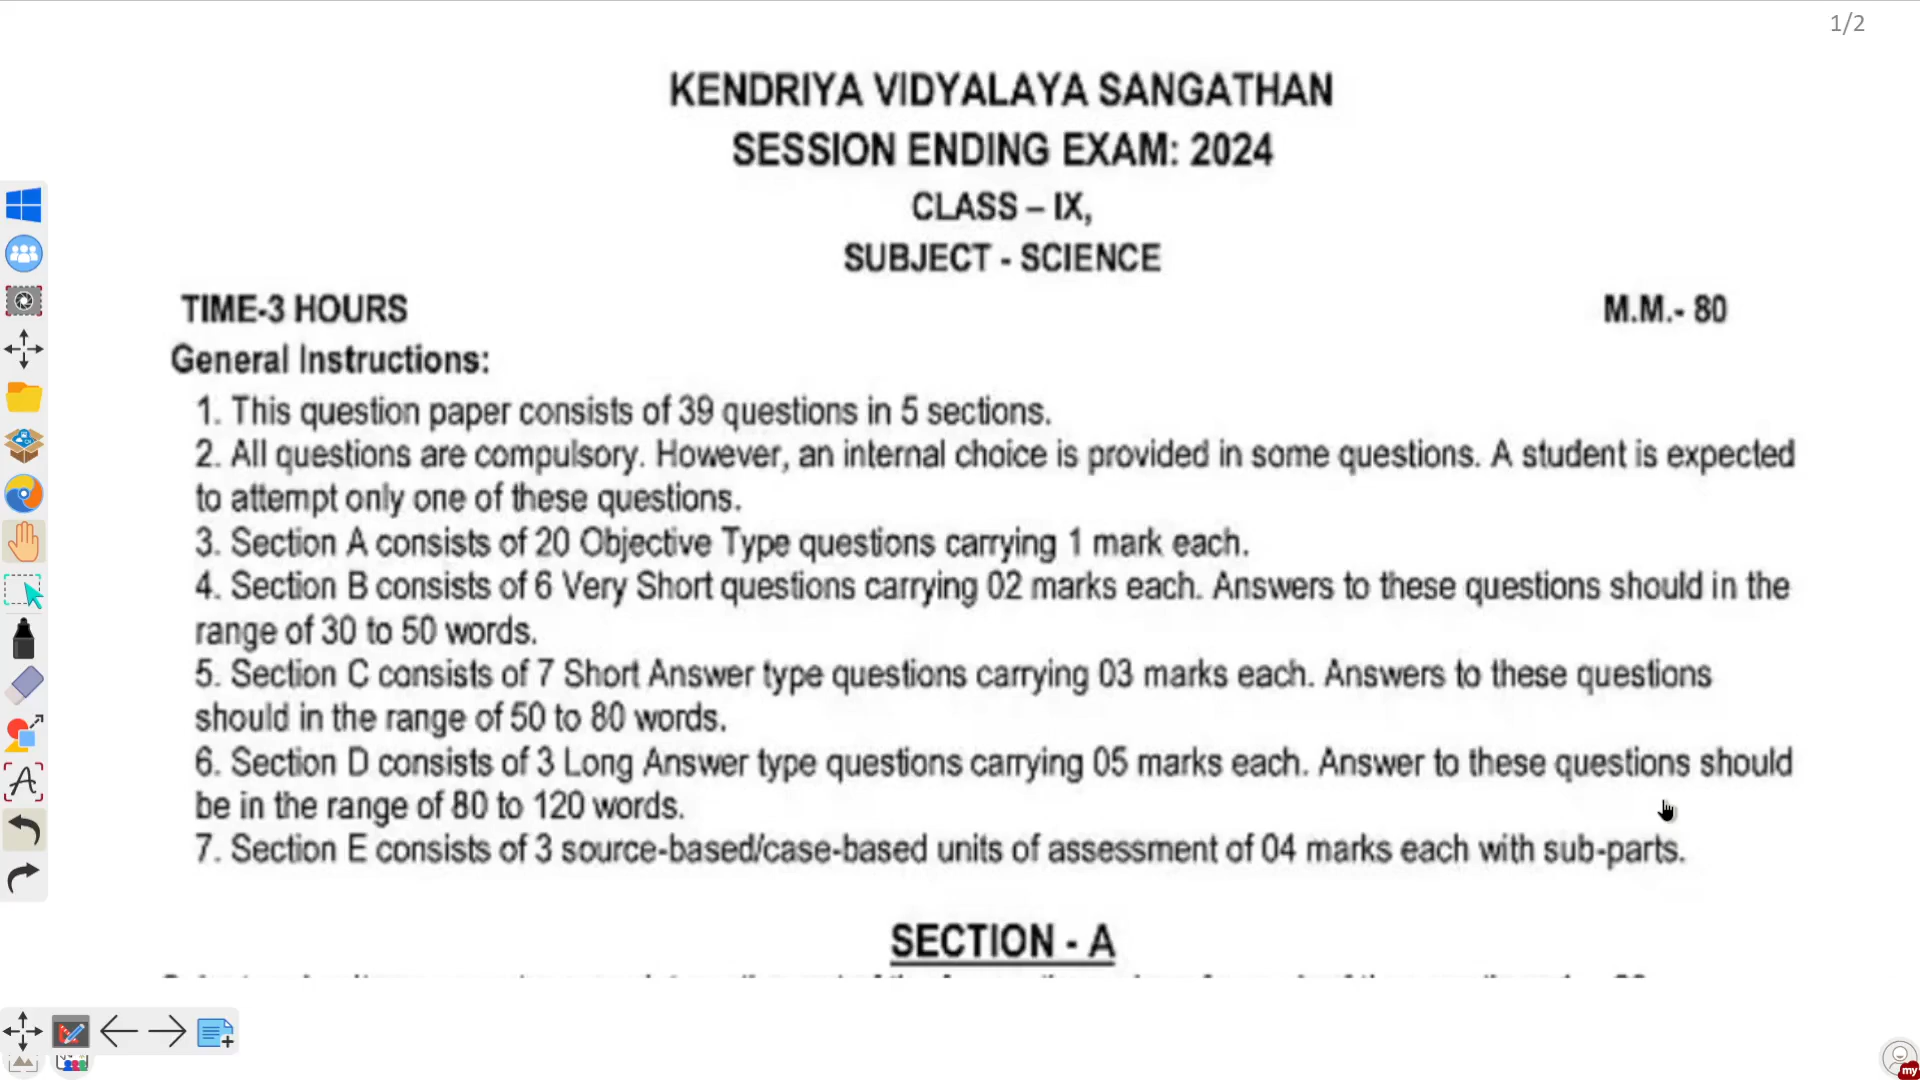 1/2
KENDRIYA VIDYALAYA SANGATHAN
SESSION ENDING EXAM: 2024
CLASS – IX,
SUBJECT - SCIENCE
TIME-3 HOURS M.M.- 80
General Instructions:
1. This question paper consists of 39 questions in 5 sections.
2. All questions are compulsory. However, an internal choice is provided in some questions. A student is expected
to attempt only one of these questions.
3. Section A consists of 20 Objective Type questions carrying 1 mark each.
4. Section B consists of 6 Very Short questions carrying 02 marks each. Answers to these questions should in the
range of 30 to 50 words.
5. Section C consists of 7 Short Answer type questions carrying 03 marks each. Answers to these questions
should in the range of 50 to 80 words.
6. Section D consists of 3 Long Answer type questions carrying 05 marks each. Answer to these questions should
be in the range of 80 to 120 words.
7. Section E consists of 3 source-based/case-based units of assessment of 04 marks each with sub-parts.
SECTION - A
my